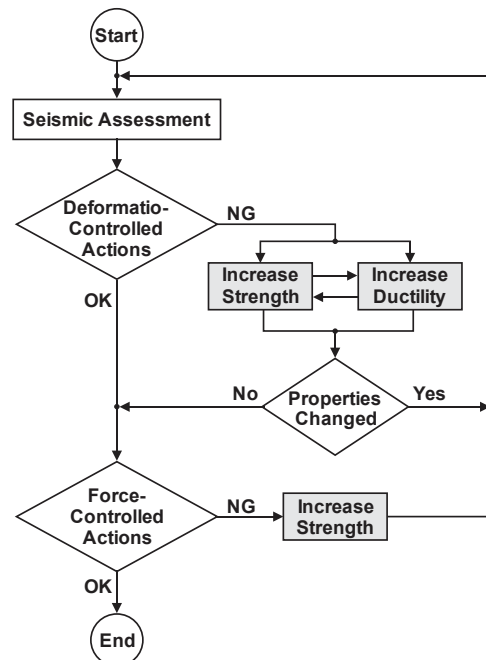 Start
Seismic Assessment
Deformatio-
Controlled
Actions
NG
OK
Increase
Strength
Increase
Ductility
No
Properties
Changed
Yes
Force-
Controlled
Actions
NG
Increase
Strength
OK
End